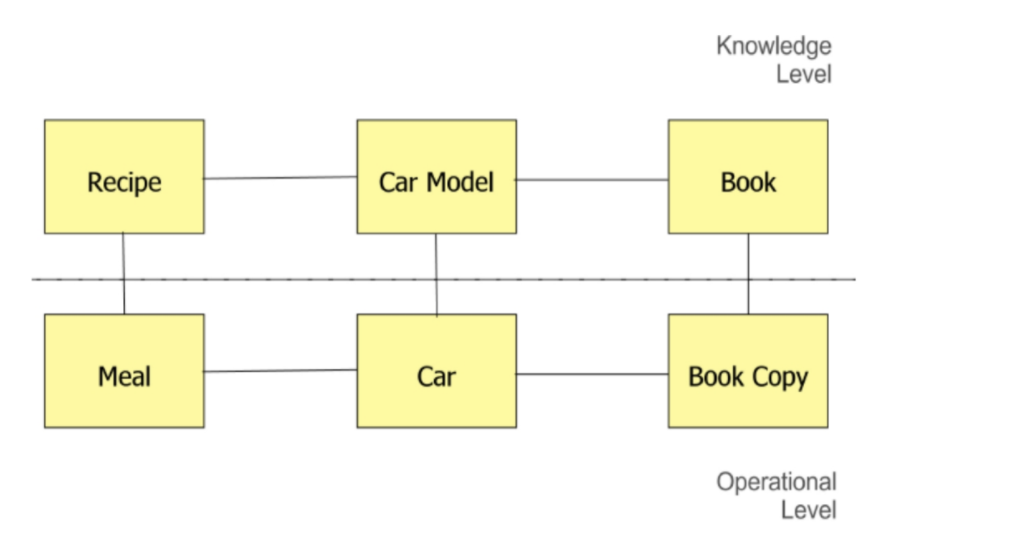 Knowledge
Level
Recipe
Car Model
Book
Meal
Car
Book Copy
Operational
Level